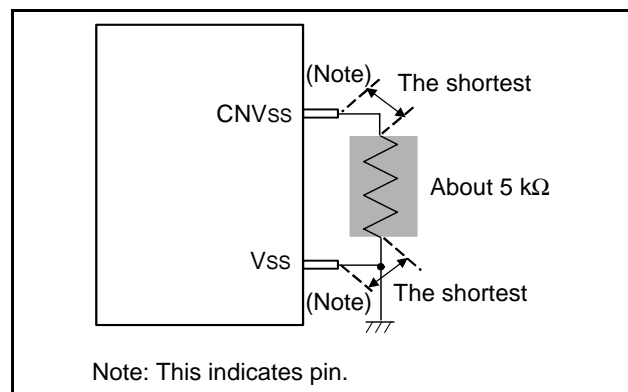 (Note)
The shortest
CNVSS
About 5 kΩ
VSS
(Note)
The shortest
Note: This indicates pin.